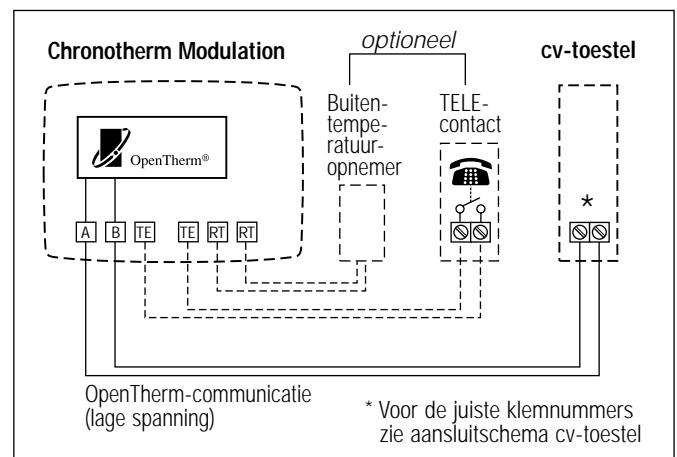 optioneel
Chronotherm Modulation
cv-toestel
Buiten-
tempe-
ratuur-
opnemer
TELE-
contact
OpenTherm®
*
A B TE TE RT RT
OpenTherm-communicatie
(lage spanning)
* Voor de juiste klemnummers
zie aansluitschema cv-toestel